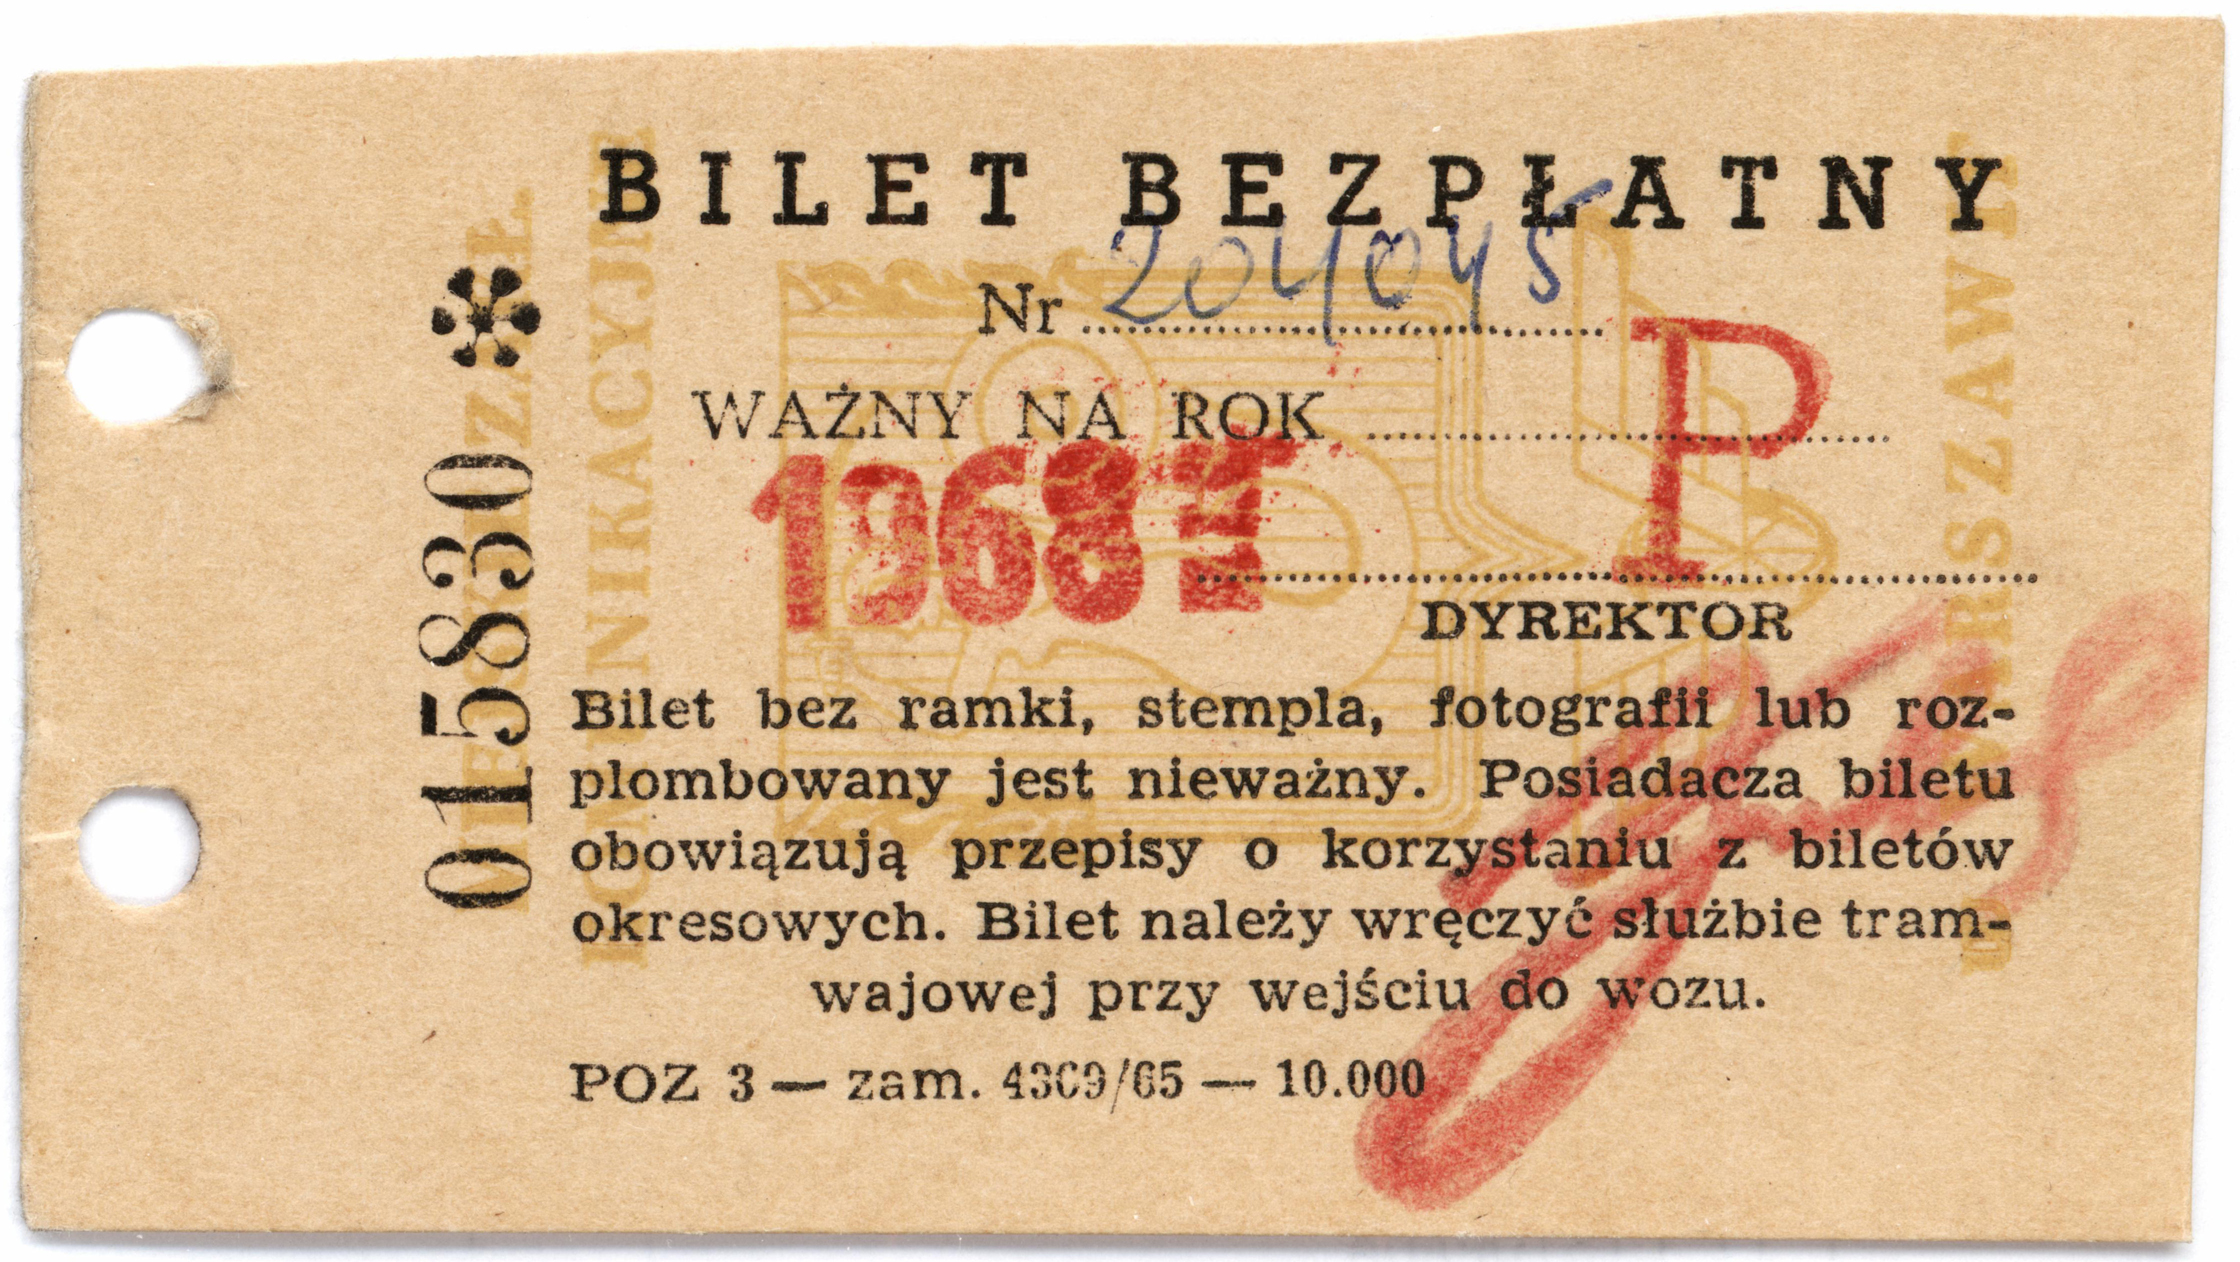 BILET BEZPŁATNY
Nr 204045
WAŻNY NA ROK
1968
P
DYREKTOR
Bilet bez ramki, stempla, fotografii lub roz-
plombowany jest nieważny. Posiadacza biletu
obowiązują przepisy o korzystaniu z biletów
okresowych. Bilet należy wręczyć służbie tram-
wajowej przy wejściu do wozu.
POZ 3 — zam. 4309/65 — 10.000
015830